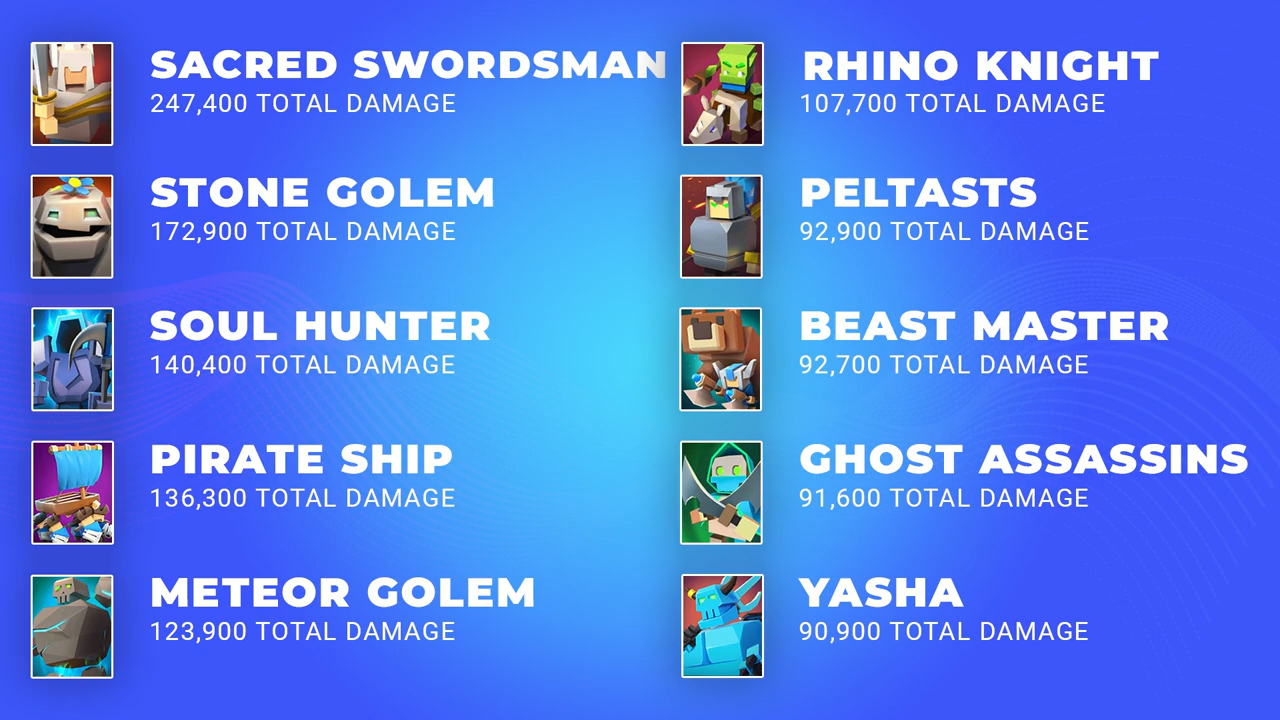 SACRED SWORDSMAN
247,400 TOTAL DAMAGE
STONE GOLEM
172,900 TOTAL DAMAGE
SOUL HUNTER
140,400 TOTAL DAMAGE
PIRATE SHIP
136,300 TOTAL DAMAGE
METEOR GOLEM
123,900 TOTAL DAMAGE
RHINO KNIGHT
107,700 TOTAL DAMAGE
PELTASTS
92,900 TOTAL DAMAGE
BEAST MASTER
92,700 TOTAL DAMAGE
GHOST ASSASSINS
91,600 TOTAL DAMAGE
YASHA
90,900 TOTAL DAMAGE